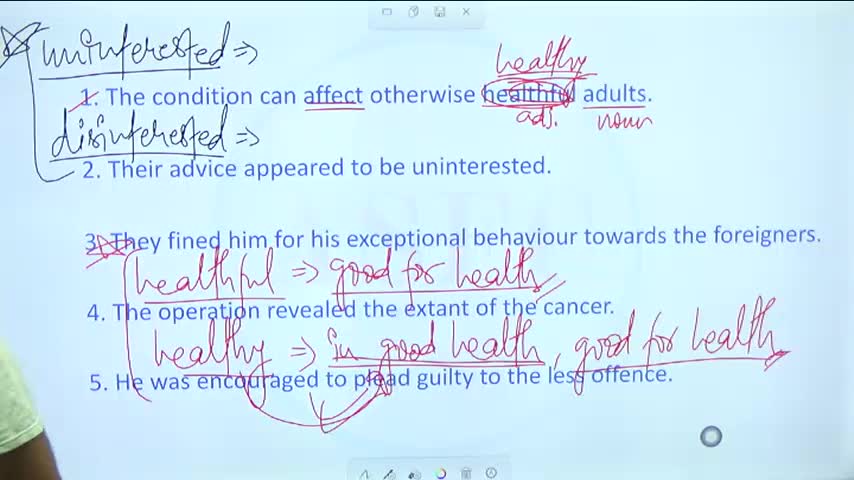 uninterested ⇒
healthy
1. The condition can affect otherwise healthful adults.
adj. noun
disinterested ⇒
2. Their advice appeared to be uninterested.
3. They fined him for his exceptional behaviour towards the foreigners.
healthful ⇒ good for health
4. The operation revealed the extant of the cancer.
healthy ⇒ in good health, good for health
5. He was encouraged to plead guilty to the less offence.